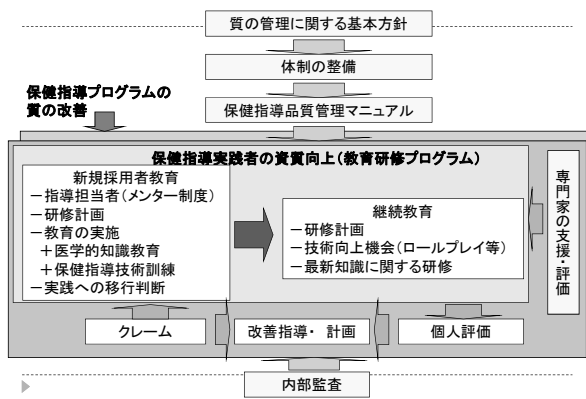 質の管理に関する基本方針
体制の整備
保健指導プログラムの
質の改善
保健指導品質管理マニュアル
保健指導実践者の資質向上(教育研修プログラム)
新規採用者教育
－指導担当者(メンター制度)
－研修計画
－教育の実施
＋医学的知識教育
＋保健指導技術訓練
－実践への移行判断
継続教育
－研修計画
－技術向上機会(ロールプレイ等)
－最新知識に関する研修
専門家の支援・評価
クレーム
改善指導・ 計画
個人評価
内部監査